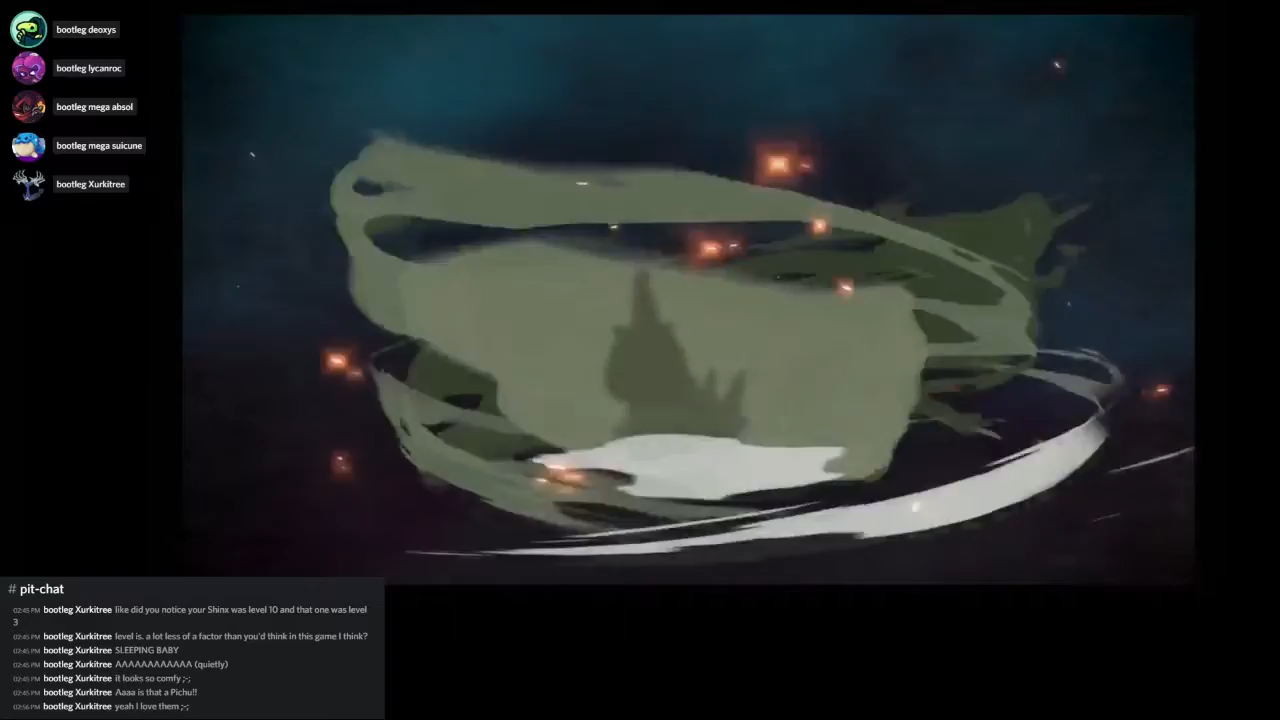 bootleg deoxys
bootleg lycanroc
bootleg mega absol
bootleg mega suicune
bootleg Xurkitree
# pit-chat
02:45 PM bootleg Xurkitree like did you notice your Shinx was level 10 and that one was level
3
02:45 PM bootleg Xurkitree level is. a lot less of a factor than you'd think in this game I think?
02:45 PM bootleg Xurkitree SLEEPING BABY
02:45 PM bootleg Xurkitree AAAAAAAAAAAA (quietly)
02:45 PM bootleg Xurkitree it looks so comfy ;-;
02:45 PM bootleg Xurkitree Aaaa is that a Pichu!!
02:56 PM bootleg Xurkitree yeah I love them ;-;